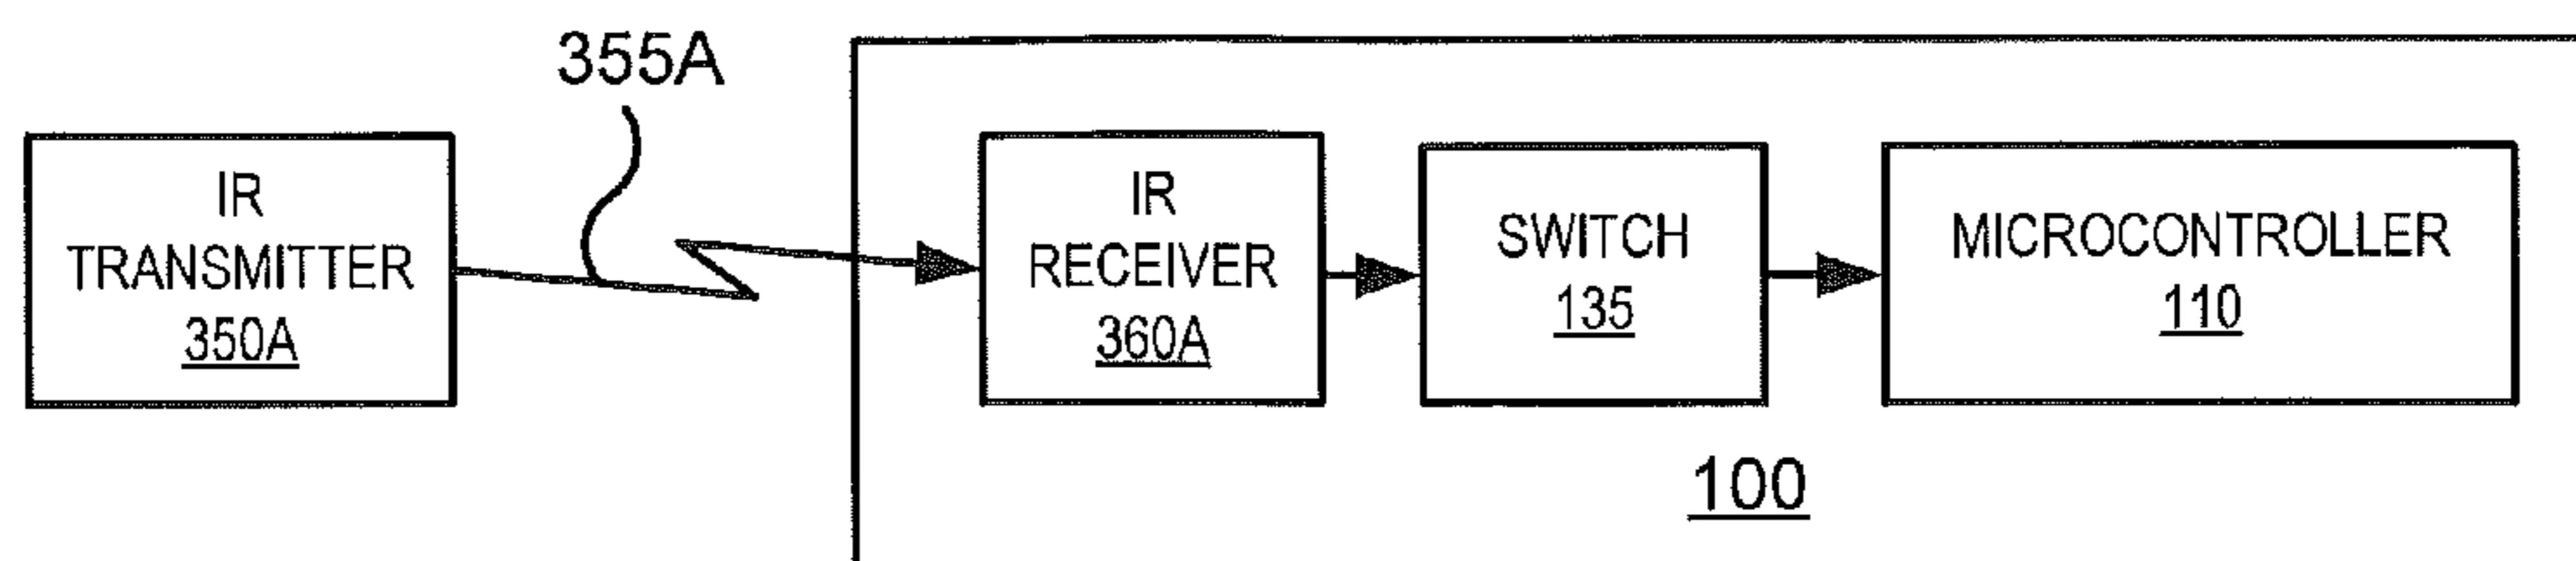 355A
IR
TRANSMITTER
350A
IR
RECEIVER
360A
SWITCH
135
MICROCONTROLLER
110
100